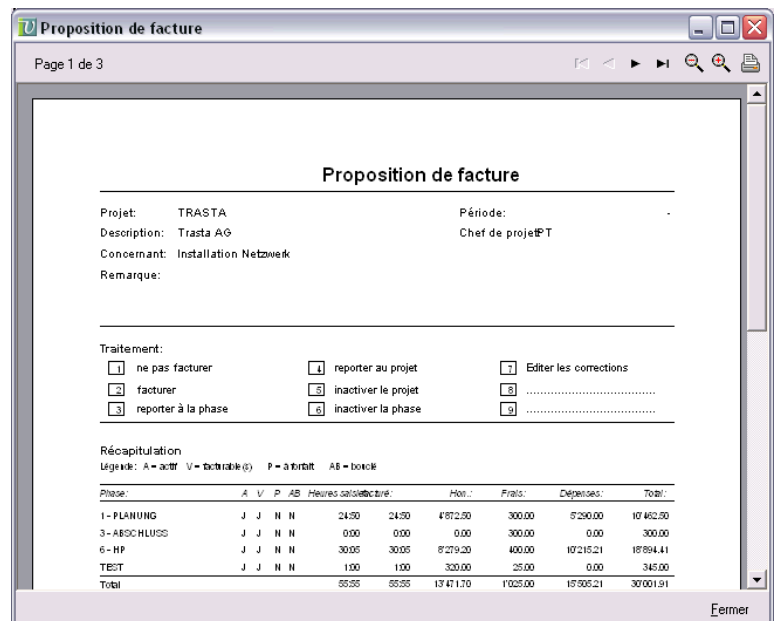 Proposition de facture
Page 1 de 3
Proposition de facture
Projet: TRASTA Période: -
Description: Trasta AG Chef de projet PT
Concernant: Installation Netzwerk
Remarque:
Traitement:
1 ne pas facturer 4 reporter au projet 7 Editer les corrections
2 facturer 5 inactiver le projet 8 ....................................
3 reporter à la phase 6 inactiver la phase 9 ....................................
Récapitulation
Légende: A = actif V = facturable(s) P = à forfait AB = bouclé
Phase: A V P AB Heures saisie facturé: Hon.: Frais: Dépenses: Total:
1 - PLANUNG J J N N 24:50 24:50 4'872.50 300.00 5'290.00 10'462.50
3 - ABSCHLUSS J J N N 0:00 0:00 0.00 300.00 0.00 300.00
6 - HP J J N N 30:05 30:05 8'279.20 400.00 10'215.21 18'894.41
TEST J J N N 1:00 1:00 320.00 25.00 0.00 345.00
Total 55:55 55:55 13'471.70 1'025.00 15'505.21 30'001.91
Fermer